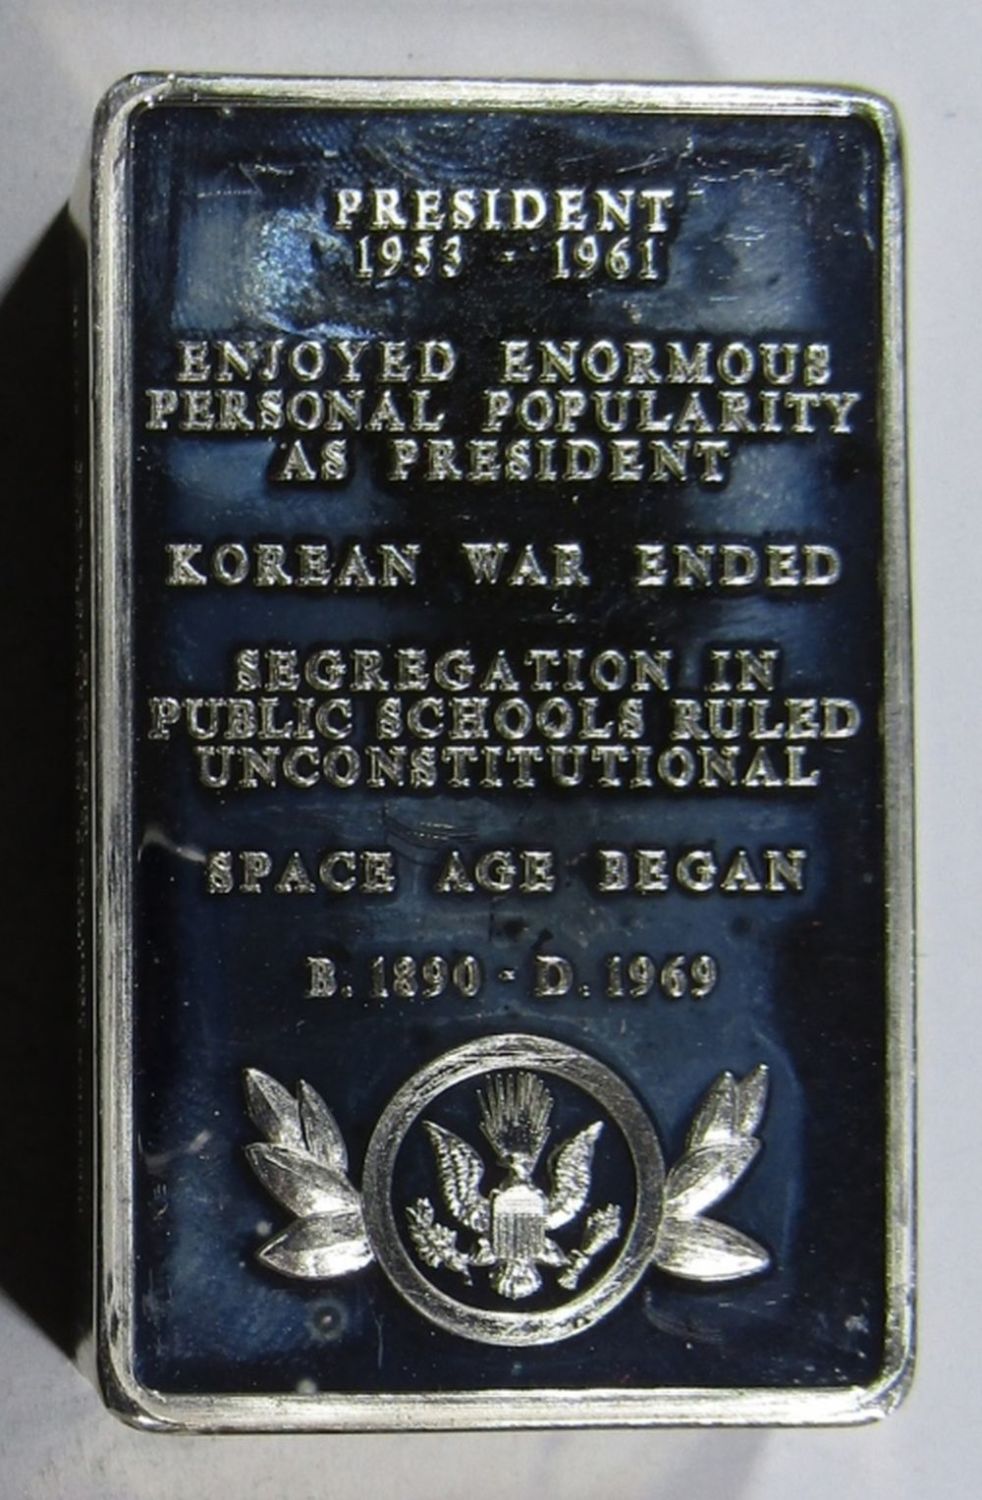 PRESIDENT
1953 - 1961
ENJOYED ENORMOUS
PERSONAL POPULARITY
AS PRESIDENT
KOREAN WAR ENDED
SEGREGATION IN
PUBLIC SCHOOLS RULED
UNCONSTITUTIONAL
SPACE AGE BEGAN
B. 1890 - D. 1969